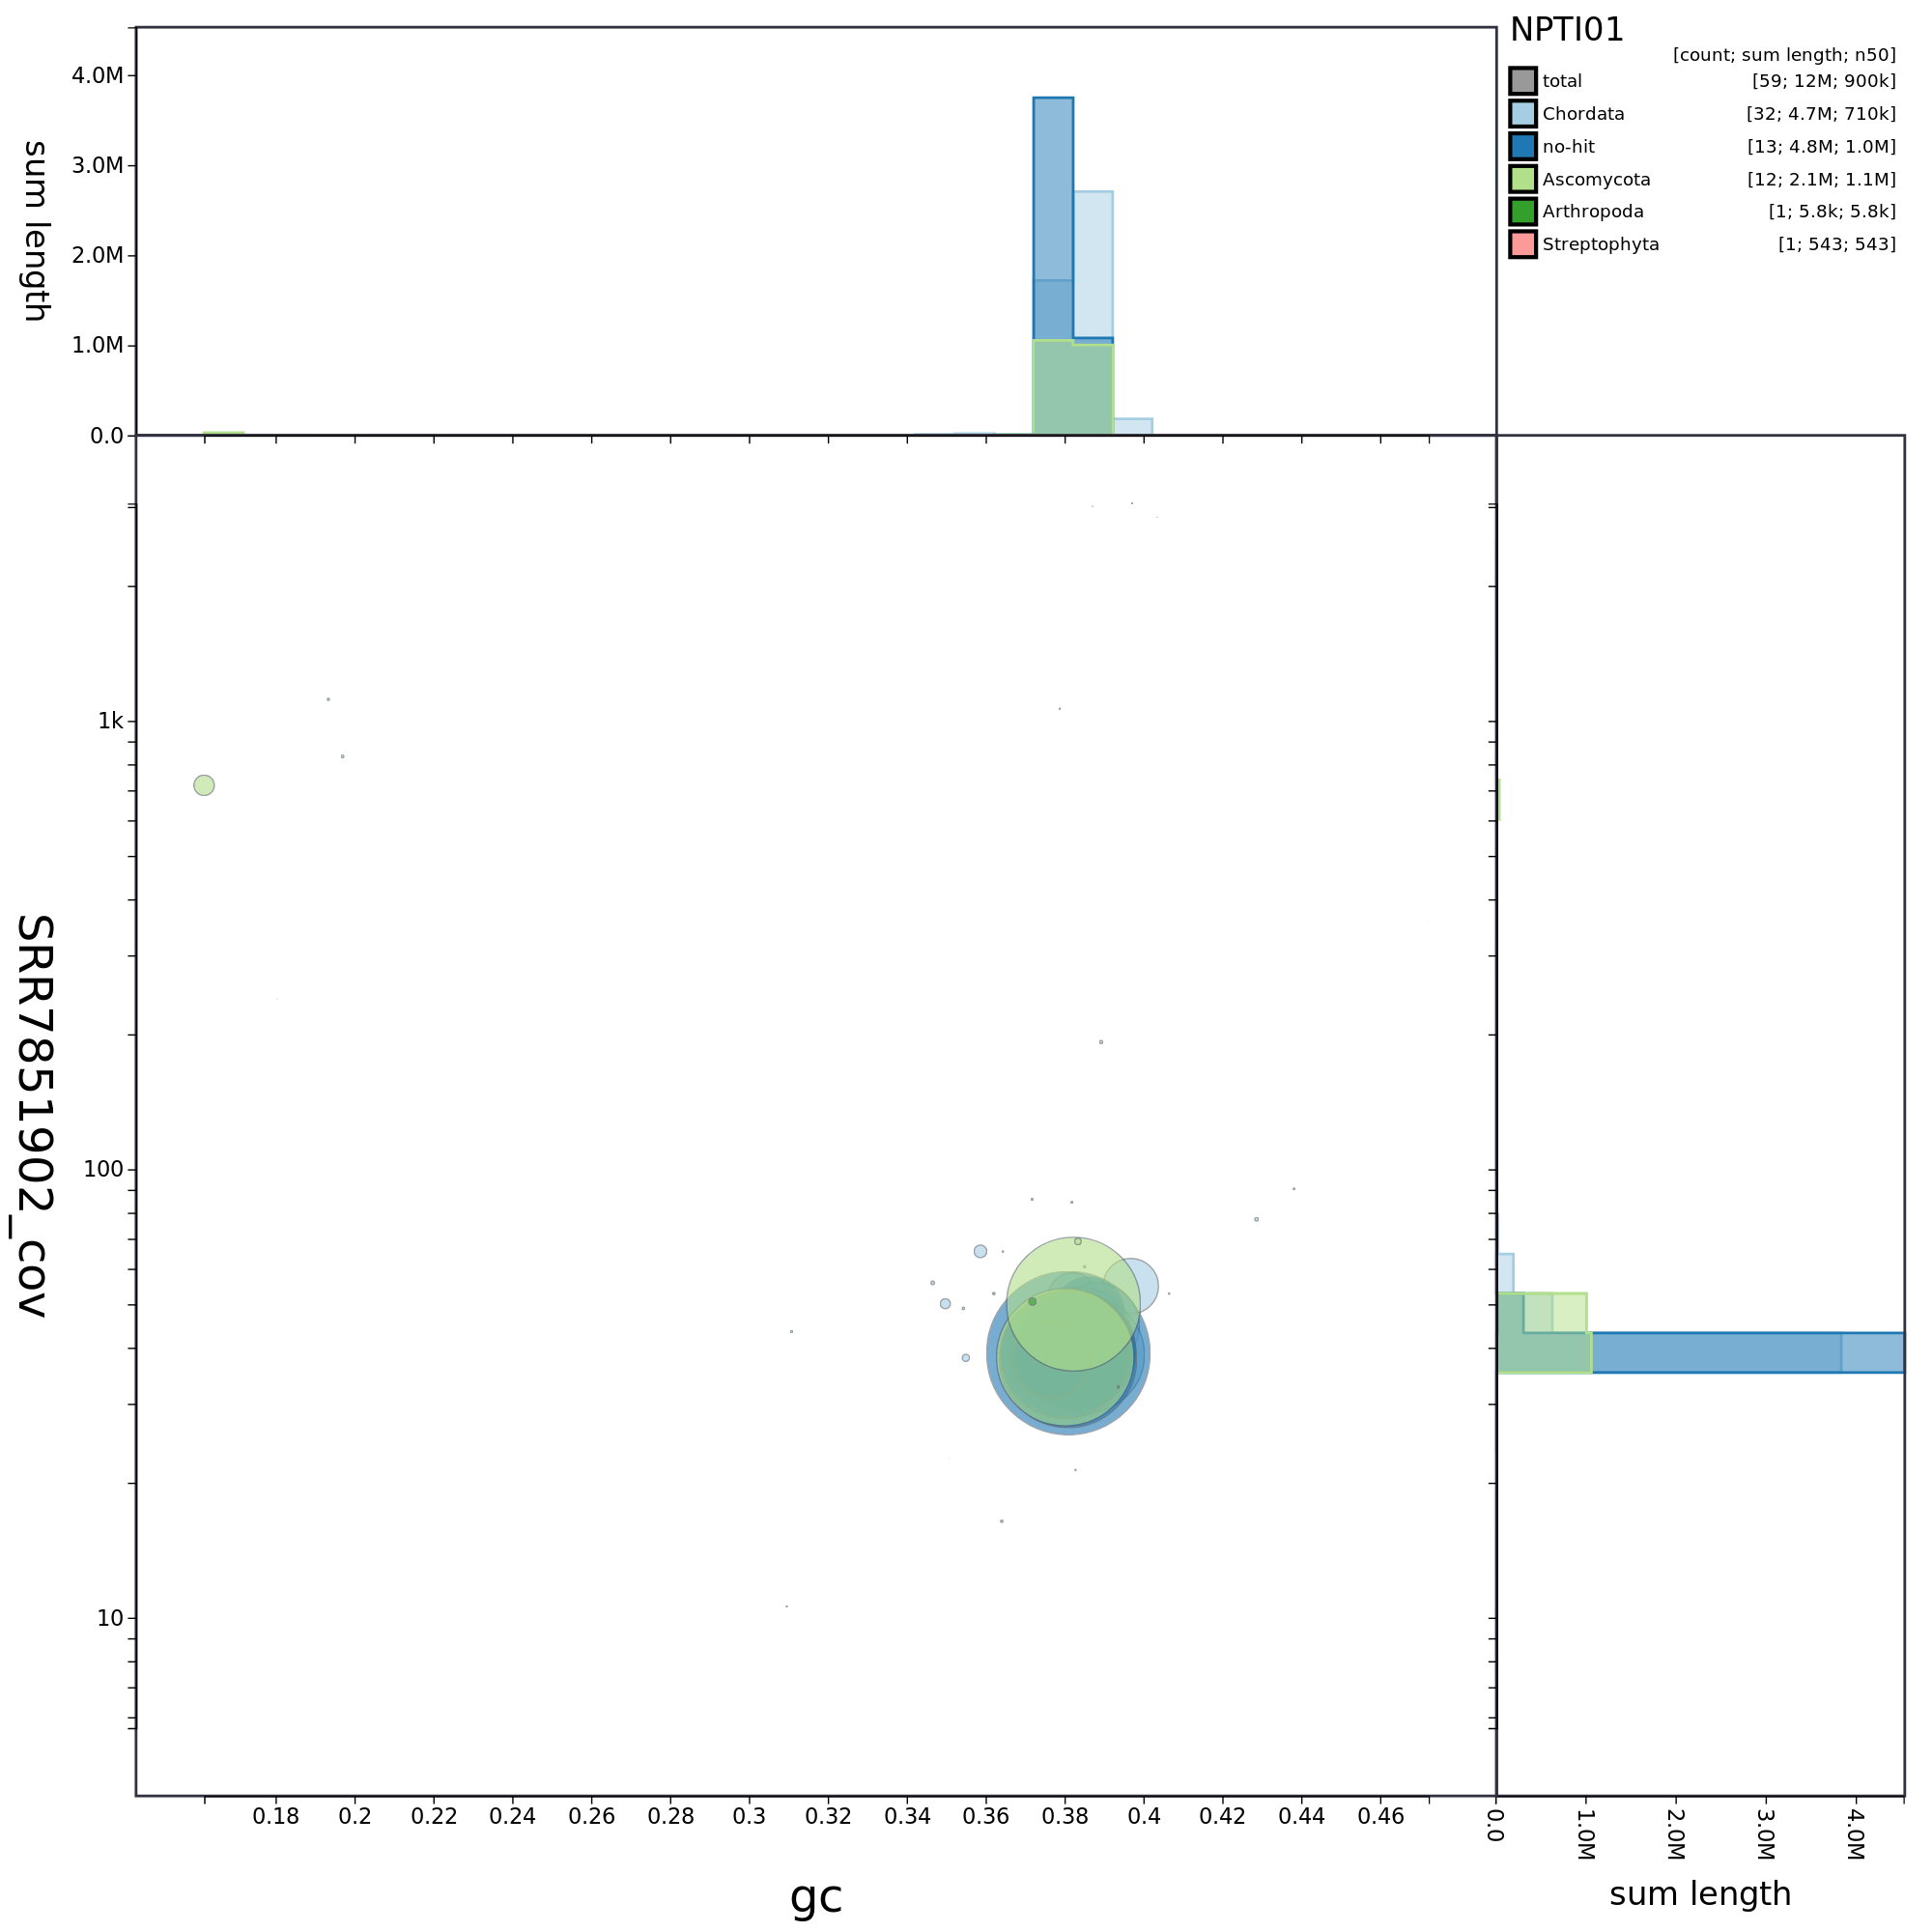 NPTI01
[count; sum length; n50]
total [59; 12M; 900k]
Chordata [32; 4.7M; 710k]
no-hit [13; 4.8M; 1.0M]
Ascomycota [12; 2.1M; 1.1M]
Arthropoda [1; 5.8k; 5.8k]
Streptophyta [1; 543; 543]
sum length
4.0M
3.0M
2.0M
1.0M
0.0
SRR7851902_cov
1k
100
10
0.18 0.2 0.22 0.24 0.26 0.28 0.3 0.32 0.34 0.36 0.38 0.4 0.42 0.44 0.46
gc
0.0 1.0M 2.0M 3.0M 4.0M
sum length